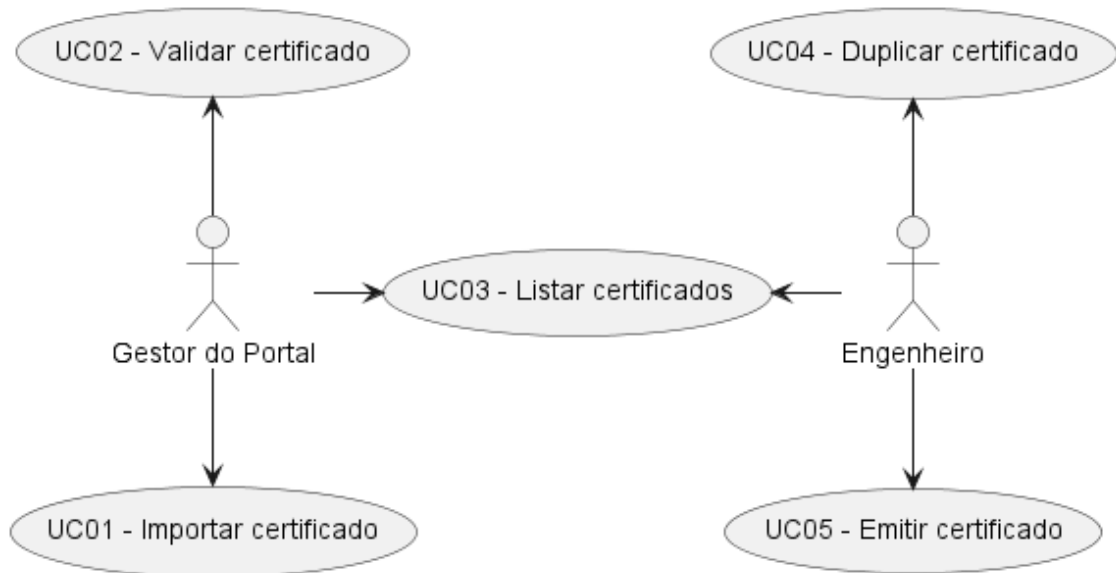 UC02 - Validar certificado
UC04 - Duplicar certificado
UC03 - Listar certificados
Gestor do Portal
Engenheiro
UC01 - Importar certificado
UC05 - Emitir certificado